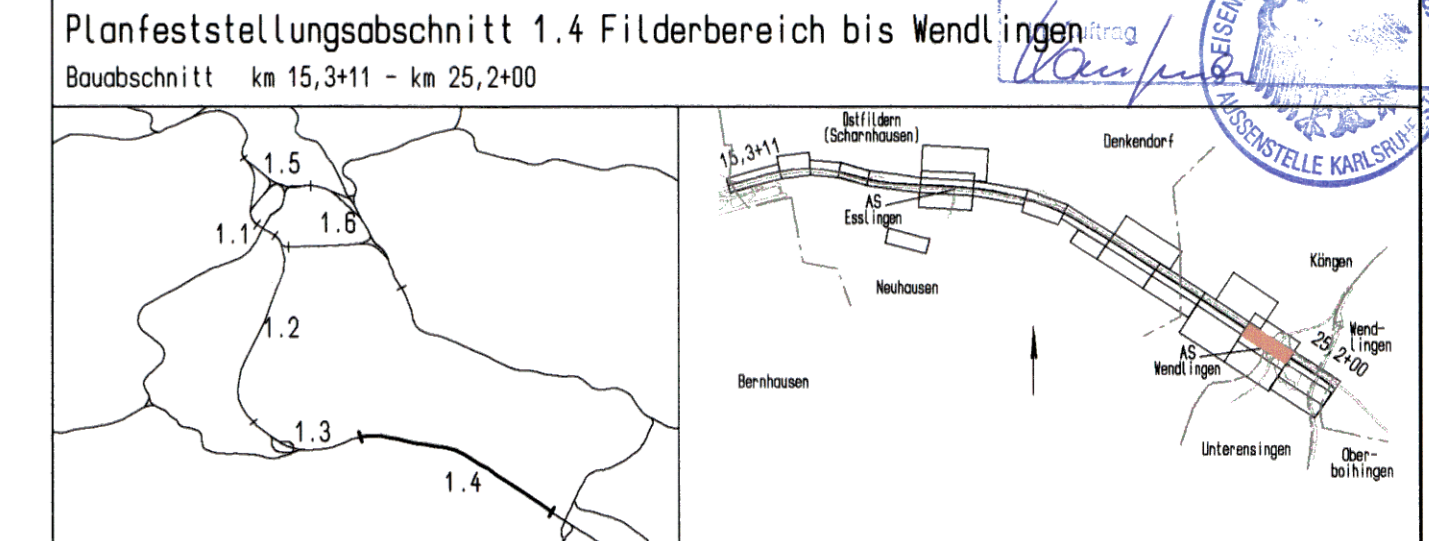 Planfeststellungsabschnitt 1.4 Filderbereich bis Wendlingen
Bauabschnitt km 15,3+11 - km 25,2+00
EISEN
AUSSENSTELLE KARLSRUHE
1.5
1.6
1.1
1.2
1.3
1.4
15,3+11
Ostfildern
(Scharnhausen)
Denkendorf
AS
Esslingen
Neuhausen
Köngen
Wend-
lingen
25,2+00
AS
Wendlingen
Bernhausen
Unterensingen
Ober-
boihingen